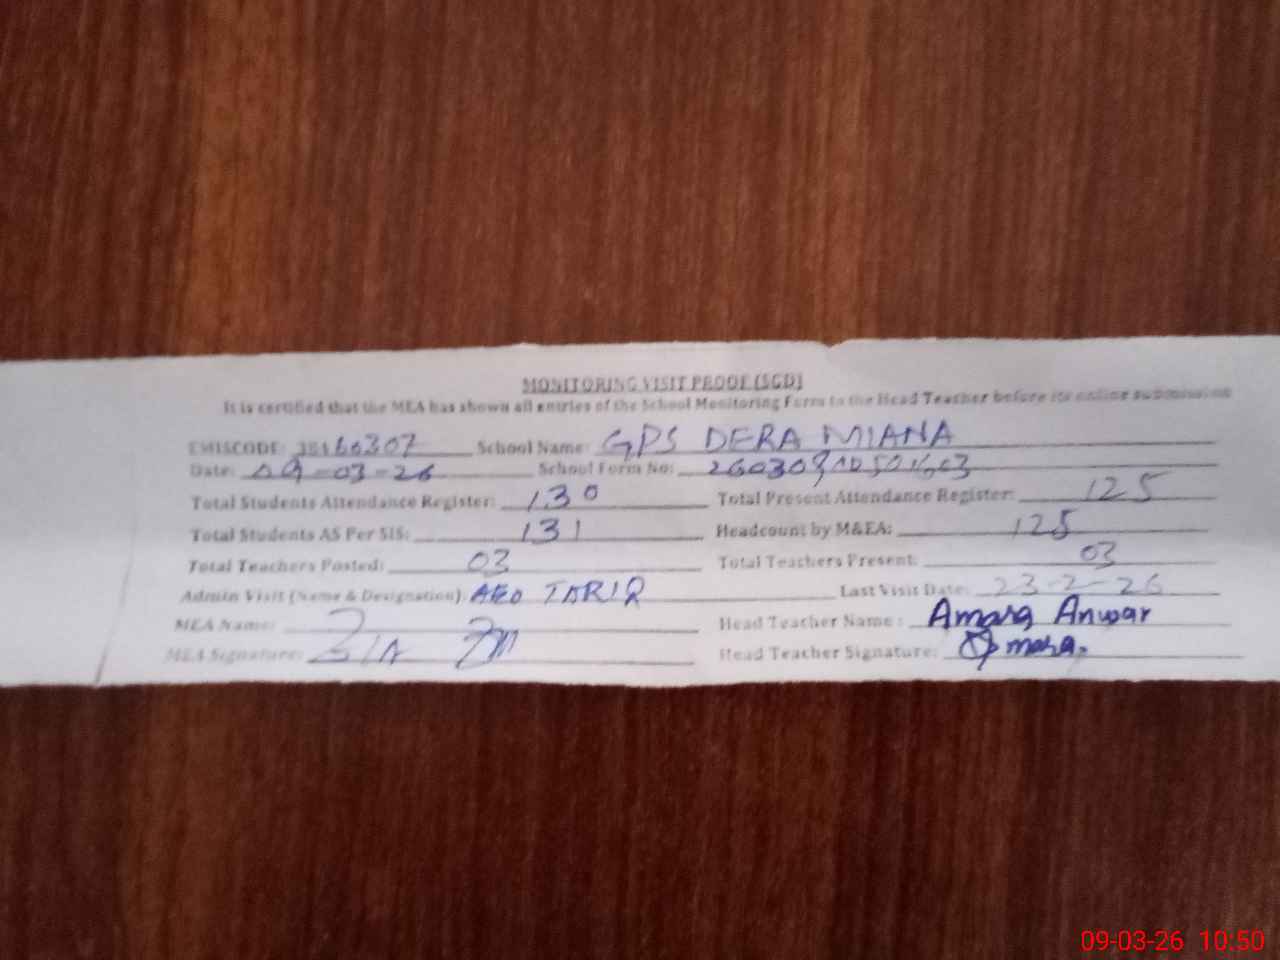 MONITORING VISIT PROOF (SGD)
It is certified that the MEA has shown all entries of the School Monitoring Form to the Head Teacher before its online submission
EMISCODE: 38460307 School Name: GPS DERA MIANA
Date: 09-03-26 School Form No:
Total Students Attendance Register: 130 Total Present Attendance Register: 125
Total Students AS Per SIS: 131 Headcount by M&EA: 125
Total Teachers Posted: 03 Total Teachers Present: 03
Admin Visit (Name & Designation): AEO TARIQ Last Visit Date: 23-2-26
MEA Name: Head Teacher Name: Amara Anwar
MEA Signature: ZIA Head Teacher Signature: Amara.
09-03-26 10:50